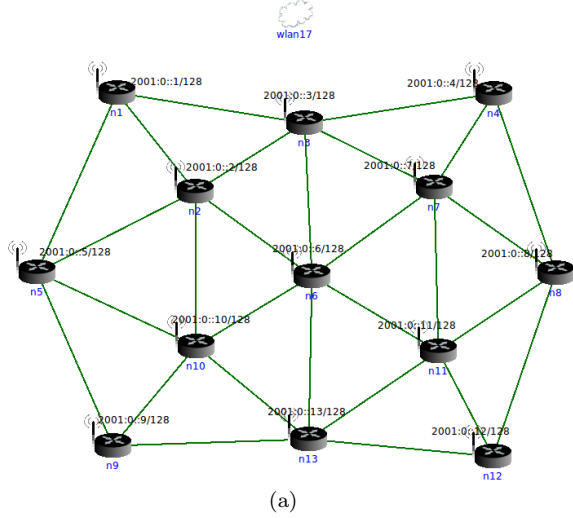 wlan17
2001:0::1/128
n1
2001:0::3/128
n3
2001:0::4/128
n4
2001:0::2/128
n2
2001:0::7/128
n7
2001:0::5/128
n5
2001:0::6/128
n6
2001:0::8/128
n8
2001:0::10/128
n10
2001:0::11/128
n11
2001:0::9/128
n9
2001:0::13/128
n13
2001:0::12/128
n12
(a)